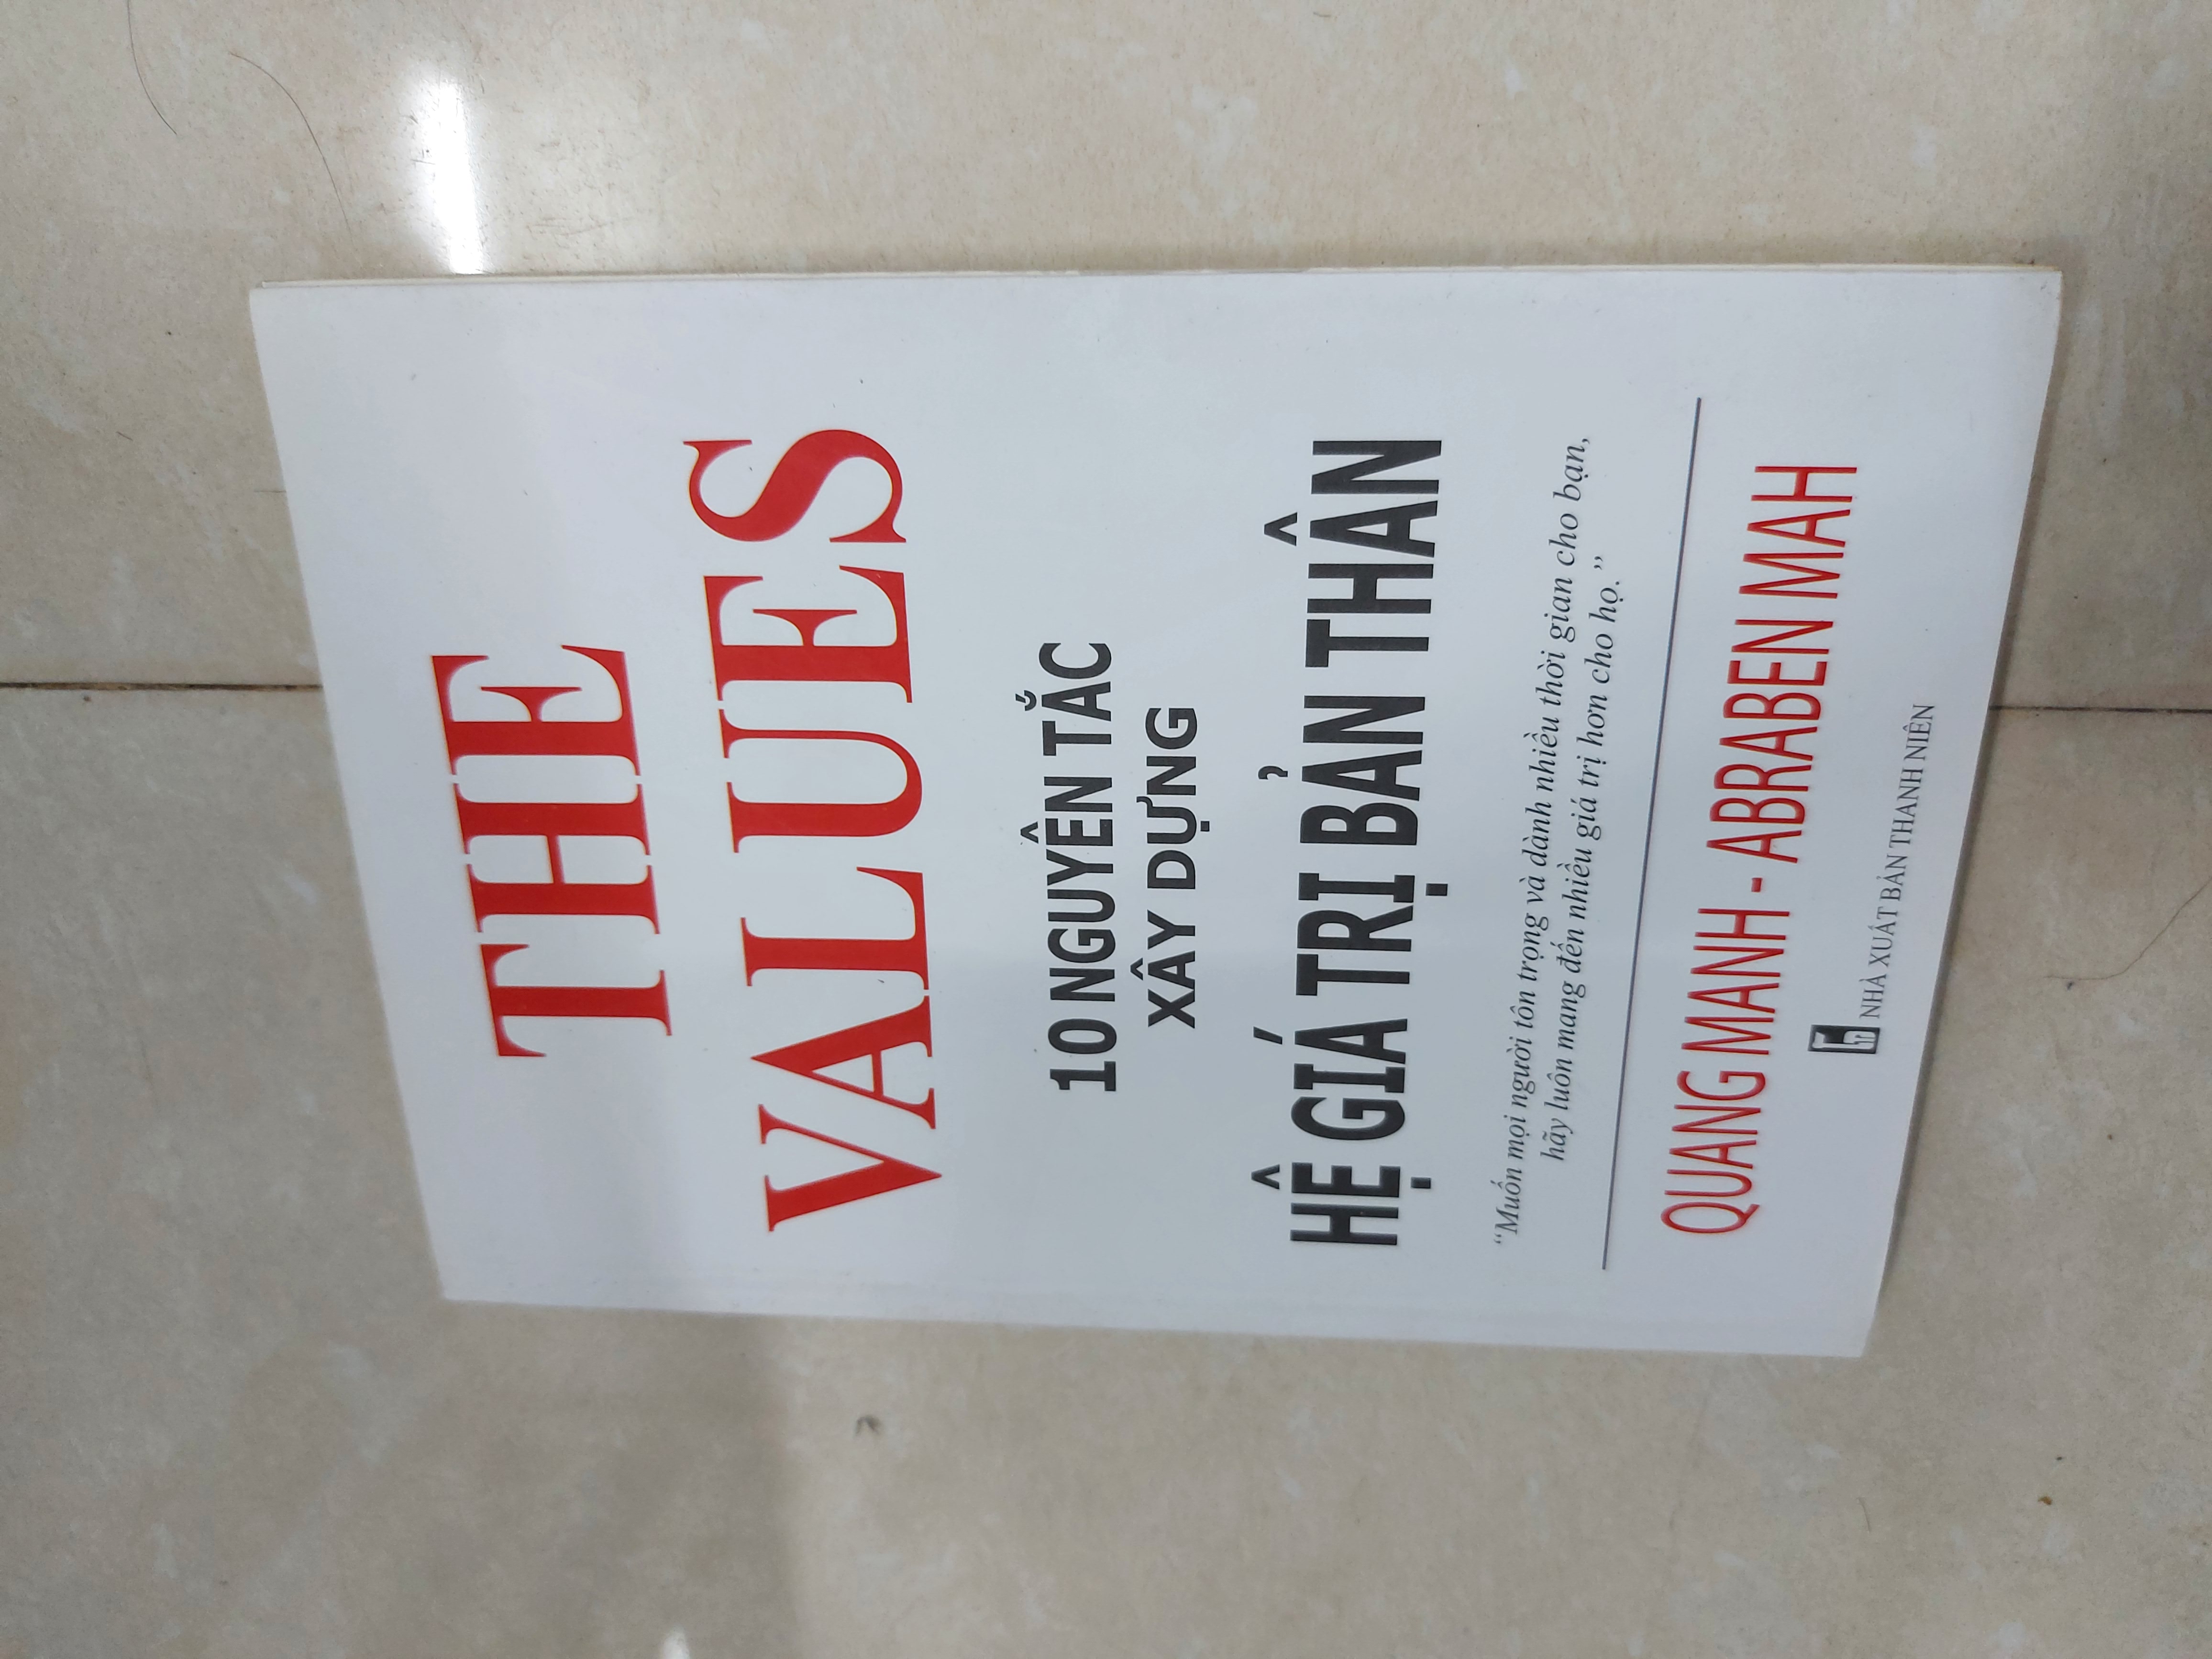 THE
VALUES
10 NGUYÊN TẮC
XÂY DỰNG
HỆ GIÁ TRỊ BẢN THÂN
“Muốn mọi người tôn trọng và dành nhiều thời gian cho bạn,
hãy luôn mang đến nhiều giá trị hơn cho họ.”
QUANG MANH - ABRABEN MAH
NHÀ XUẤT BẢN THANH NIÊN